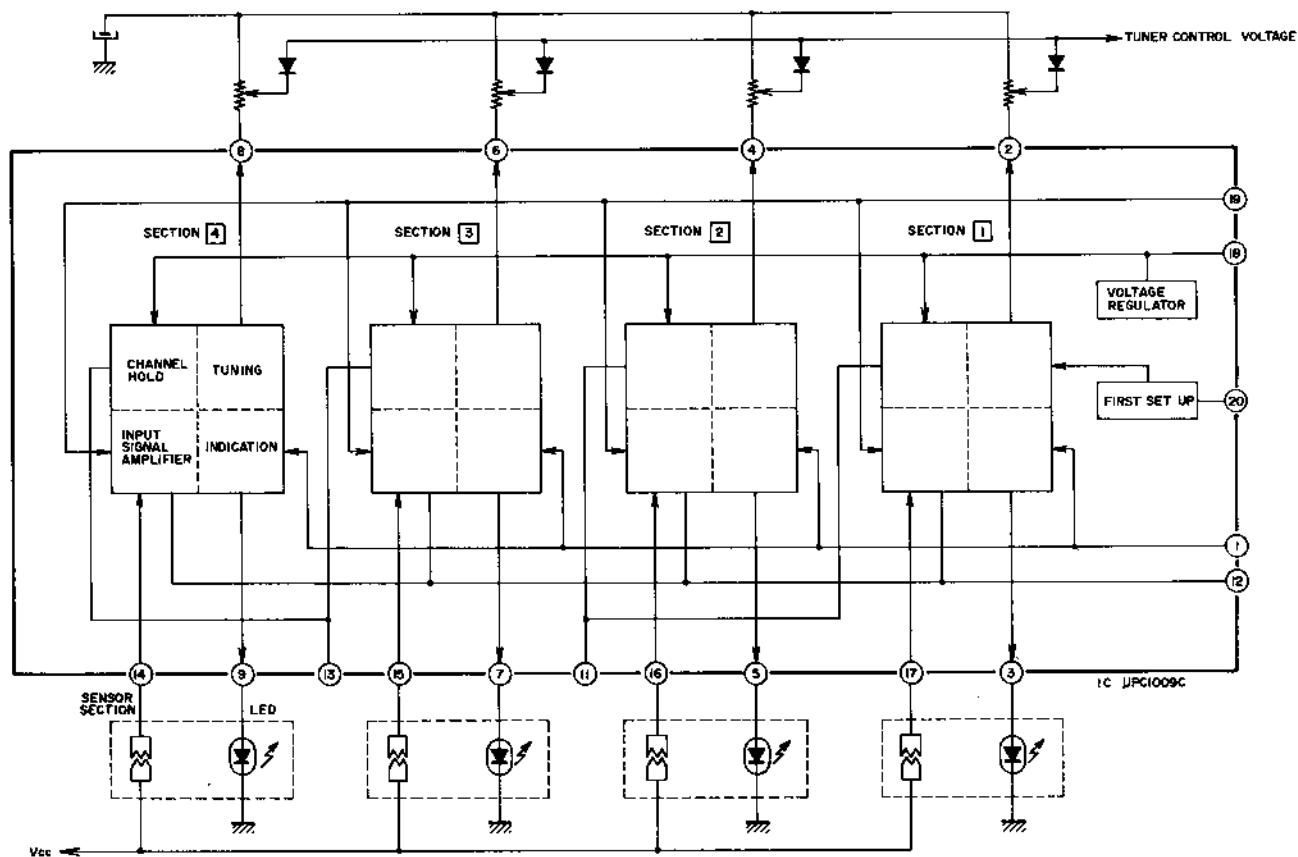 TUNER CONTROL VOLTAGE
8
6
4
2
19
SECTION 4
SECTION 3
SECTION 2
SECTION 1
18
VOLTAGE
REGULATOR
CHANNEL
HOLD
TUNING
FIRST SET UP
20
INPUT
SIGNAL
AMPLIFIER
INDICATION
1
12
14
9
13
15
7
11
16
5
17
3
IC μPC1009C
SENSOR
SECTION
LED
Vcc